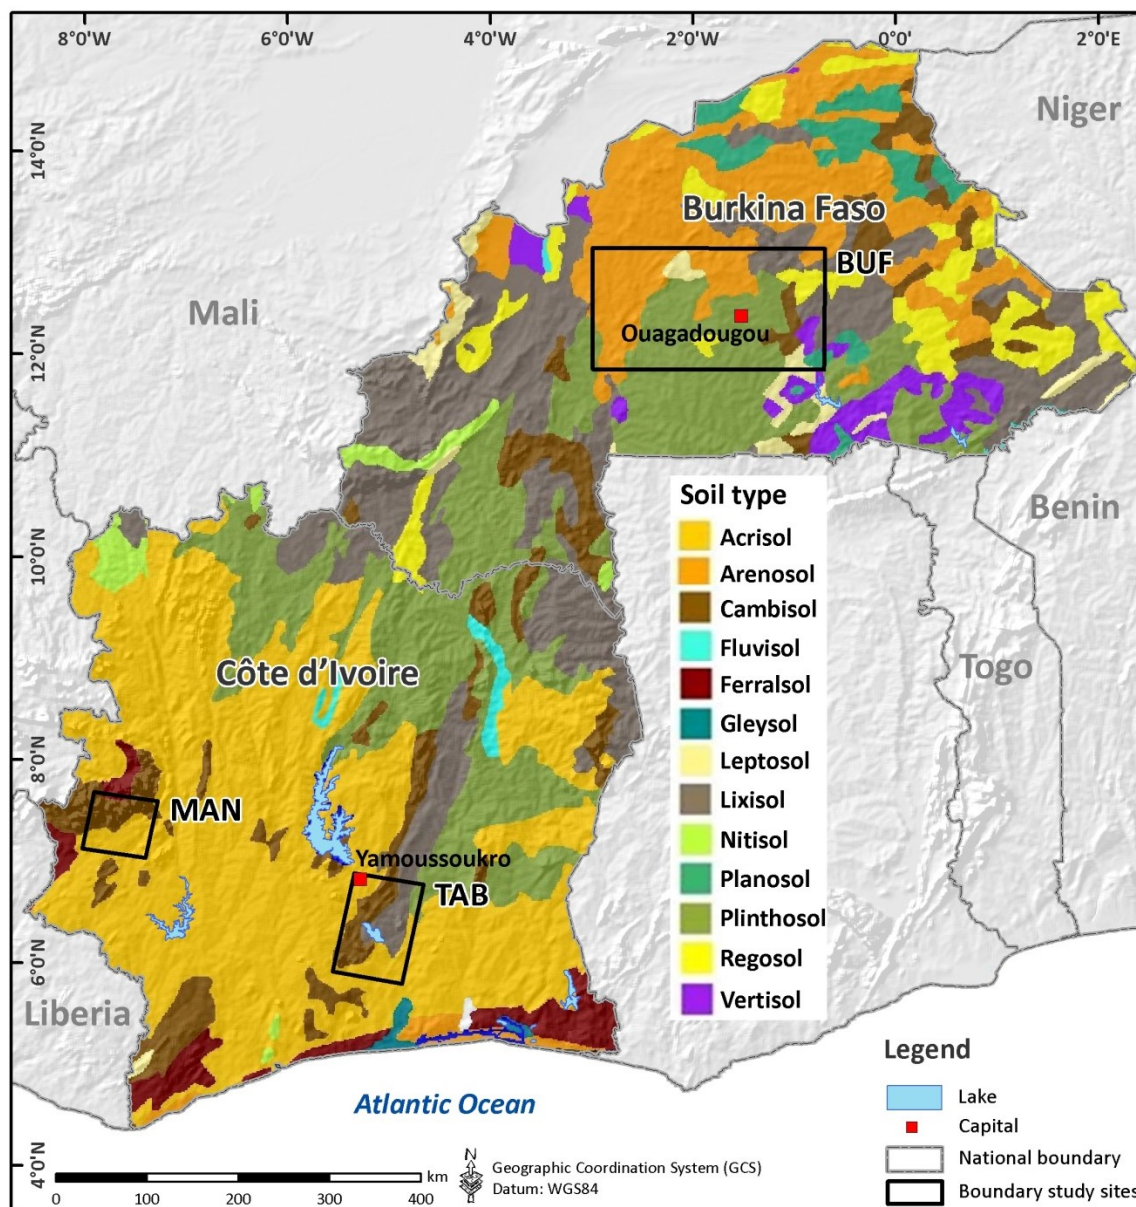 8°0'W 6°0'W 4°0'W 2°0'W 0°0' 2°0'E
14°0'N
12°0'N
10°0'N
8°0'N
6°0'N
4°0'N
Niger
Burkina Faso
BUF
Mali
Ouagadougou
Benin
Togo
Côte d'Ivoire
MAN
Yamoussoukro
TAB
Liberia
Atlantic Ocean
Soil type
Acrisol
Arenosol
Cambisol
Fluvisol
Ferralsol
Gleysol
Leptosol
Lixisol
Nitisol
Planosol
Plinthosol
Regosol
Vertisol
Legend
Lake
Capital
National boundary
Boundary study sites
km
0 100 200 300 400
N
Geographic Coordination System (GCS)
Datum: WGS84